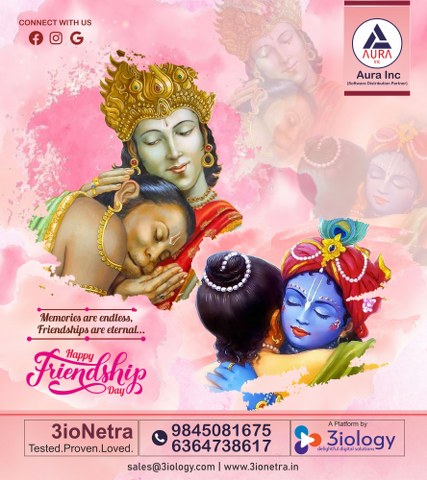 CONNECT WITH US
AURA
INC
Aura Inc
(Software Distribution Partner)
Memories are endless,
Friendships are eternal...
Happy
Friendship
Day
3ioNetra
Tested.Proven.Loved.
9845081675
6364738617
A Platform by
3iology
delightful digital solutions
sales@3iology.com | www.3ionetra.in